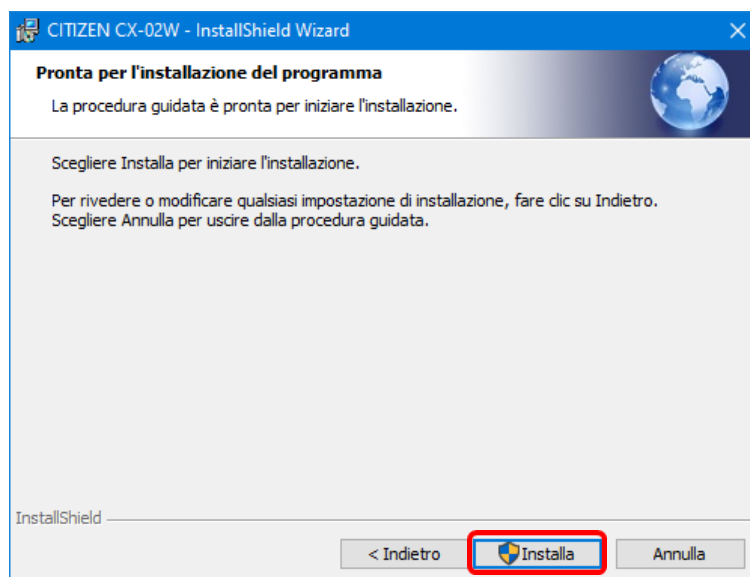 CITIZEN CX-02W - InstallShield Wizard
Pronta per l'installazione del programma
La procedura guidata è pronta per iniziare l'installazione.
Scegliere Installa per iniziare l'installazione.
Per rivedere o modificare qualsiasi impostazione di installazione, fare clic su Indietro.
Scegliere Annulla per uscire dalla procedura guidata.
InstallShield
< Indietro
Installa
Annulla